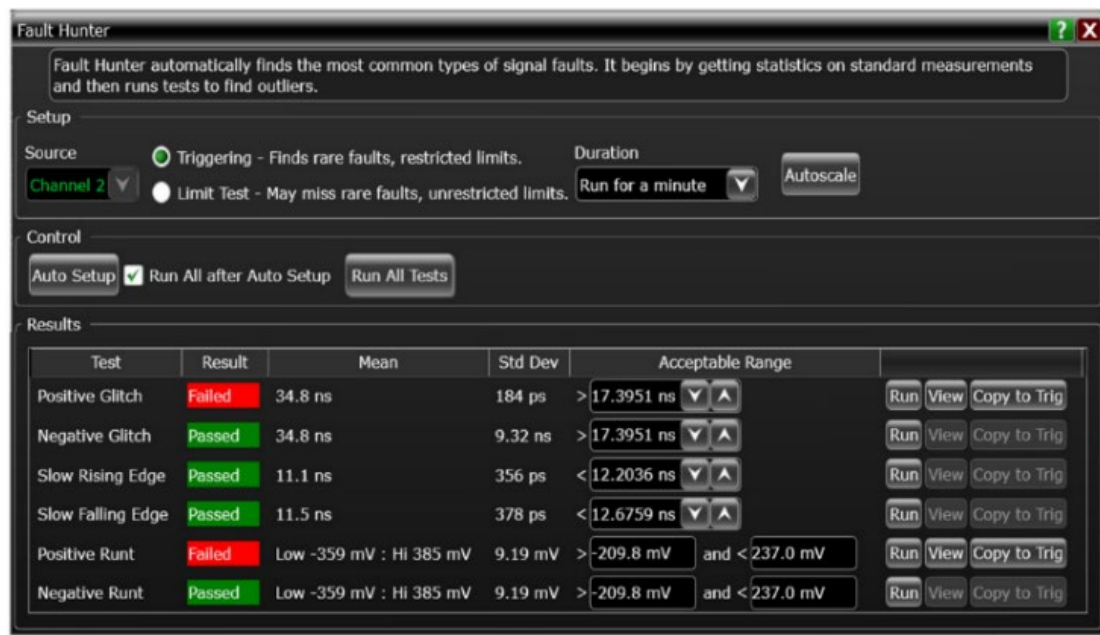 Fault Hunter ? X
Fault Hunter automatically finds the most common types of signal faults. It begins by getting statistics on standard measurements
and then runs tests to find outliers.
Setup
Source
Channel 2
Triggering - Finds rare faults, restricted limits.
Limit Test - May miss rare faults, unrestricted limits.
Duration
Run for a minute
Autoscale
Control
Auto Setup Run All after Auto Setup Run All Tests
Results
Test Result Mean Std Dev Acceptable Range
Positive Glitch Failed 34.8 ns 184 ps > 17.3951 ns Run View Copy to Trig
Negative Glitch Passed 34.8 ns 9.32 ns > 17.3951 ns Run View Copy to Trig
Slow Rising Edge Passed 11.1 ns 356 ps < 12.2036 ns Run View Copy to Trig
Slow Falling Edge Passed 11.5 ns 378 ps < 12.6759 ns Run View Copy to Trig
Positive Runt Failed Low -359 mV : Hi 385 mV 9.19 mV > -209.8 mV and < 237.0 mV Run View Copy to Trig
Negative Runt Passed Low -359 mV : Hi 385 mV 9.19 mV > -209.8 mV and < 237.0 mV Run View Copy to Trig